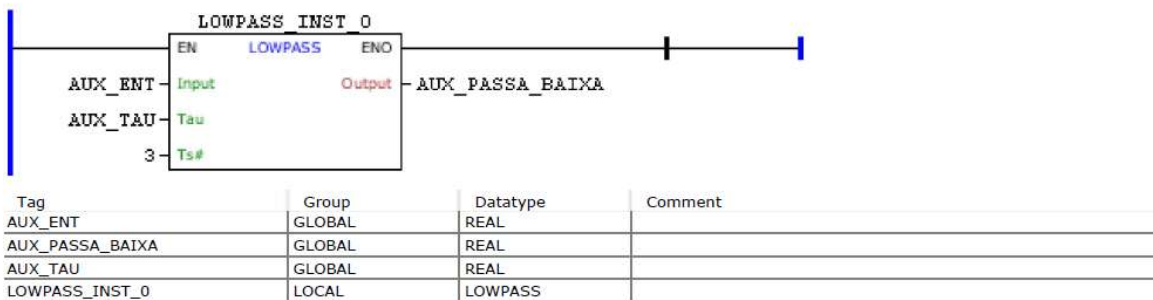 LOWPASS_INST_0
EN LOWPASS ENO
AUX_ENT Input Output AUX_PASSA_BAIXA
AUX_TAU Tau
3 Ts#
Tag Group Datatype Comment
AUX_ENT GLOBAL REAL
AUX_PASSA_BAIXA GLOBAL REAL
AUX_TAU GLOBAL REAL
LOWPASS_INST_0 LOCAL LOWPASS